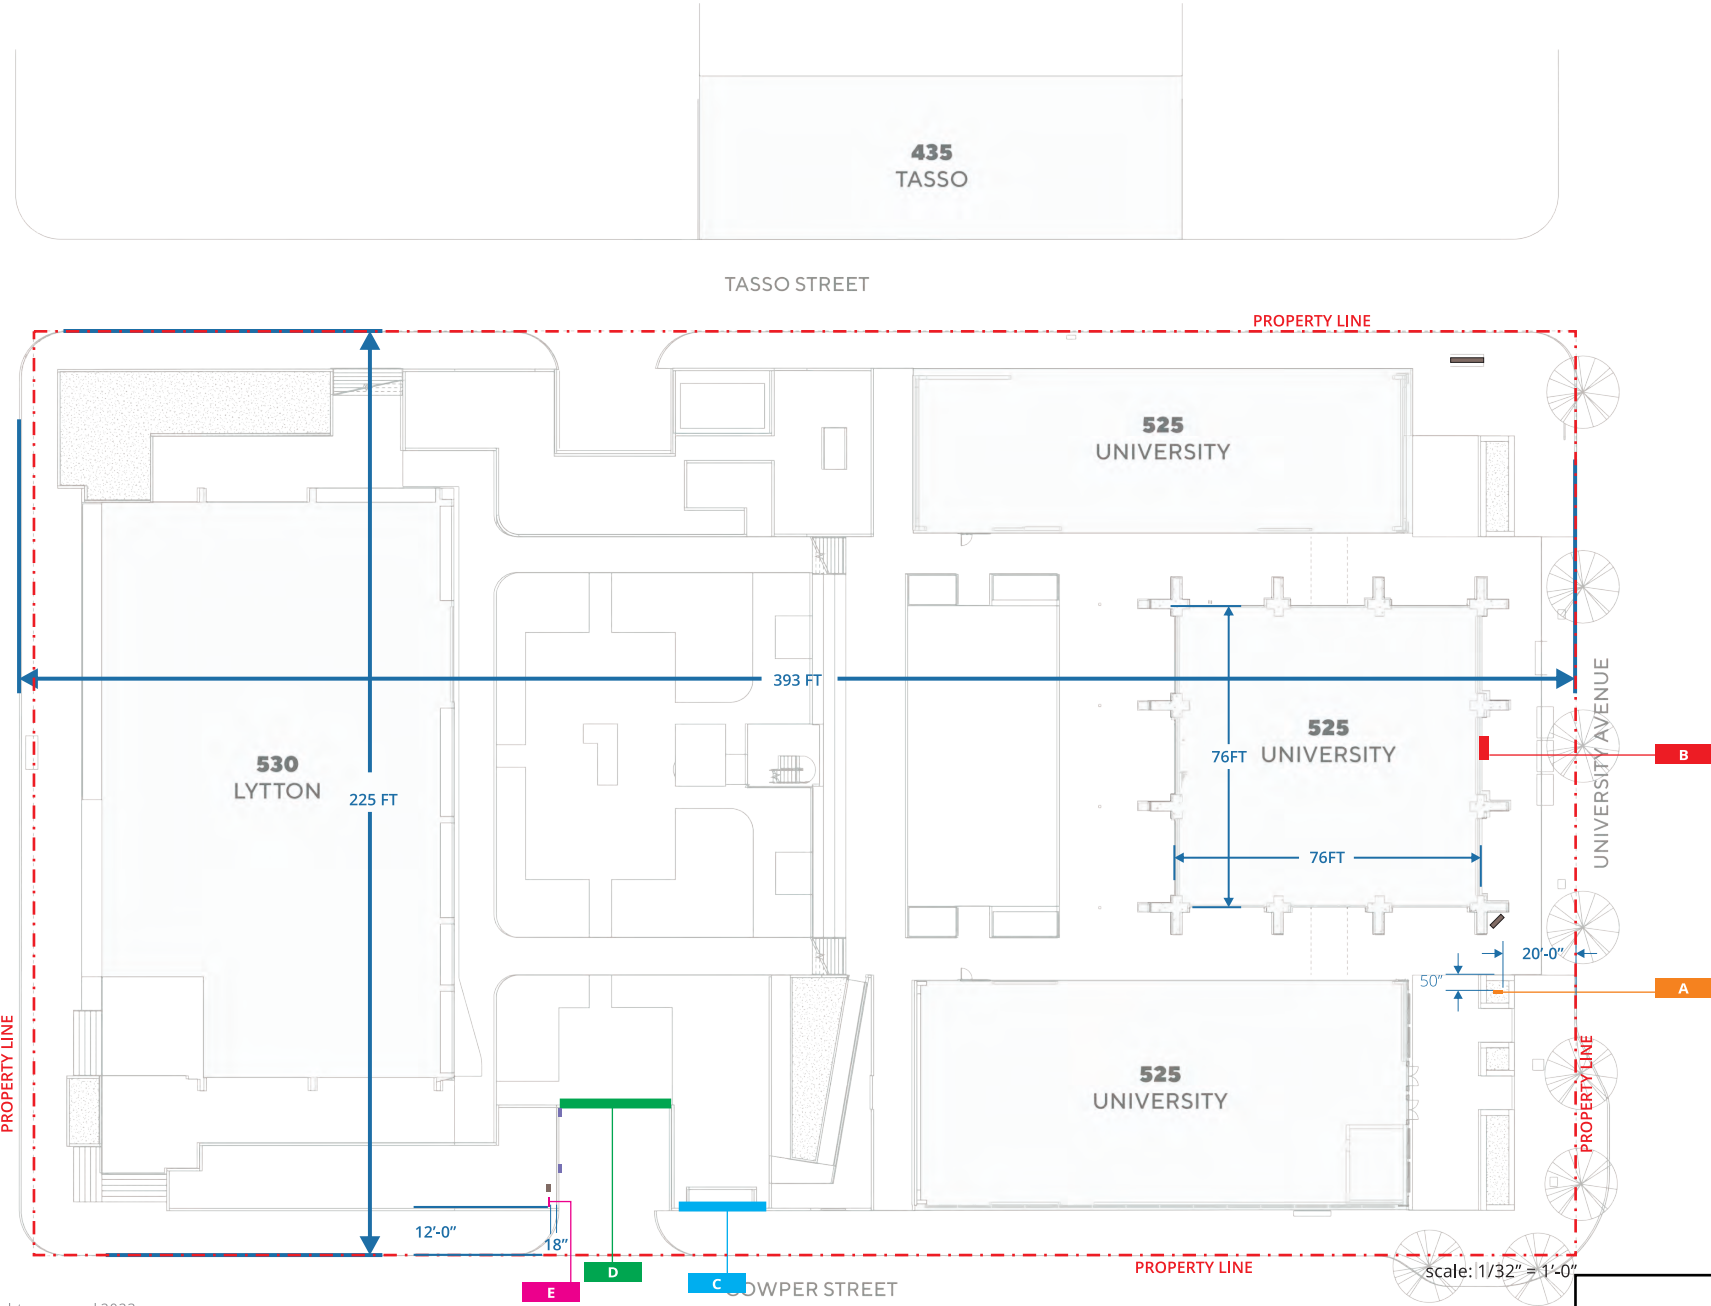 435
TASSO
TASSO STREET
PROPERTY LINE
525
UNIVERSITY
393 FT
530
LYTTON
225 FT
76FT
525
UNIVERSITY
76FT
UNIVERSITY AVENUE
B
20'-0"
50"
A
PROPERTY LINE
PROPERTY LINE
525
UNIVERSITY
12'-0"
18"
D
E
C
COWPER STREET
PROPERTY LINE
scale: 1/32" = 1'-0"